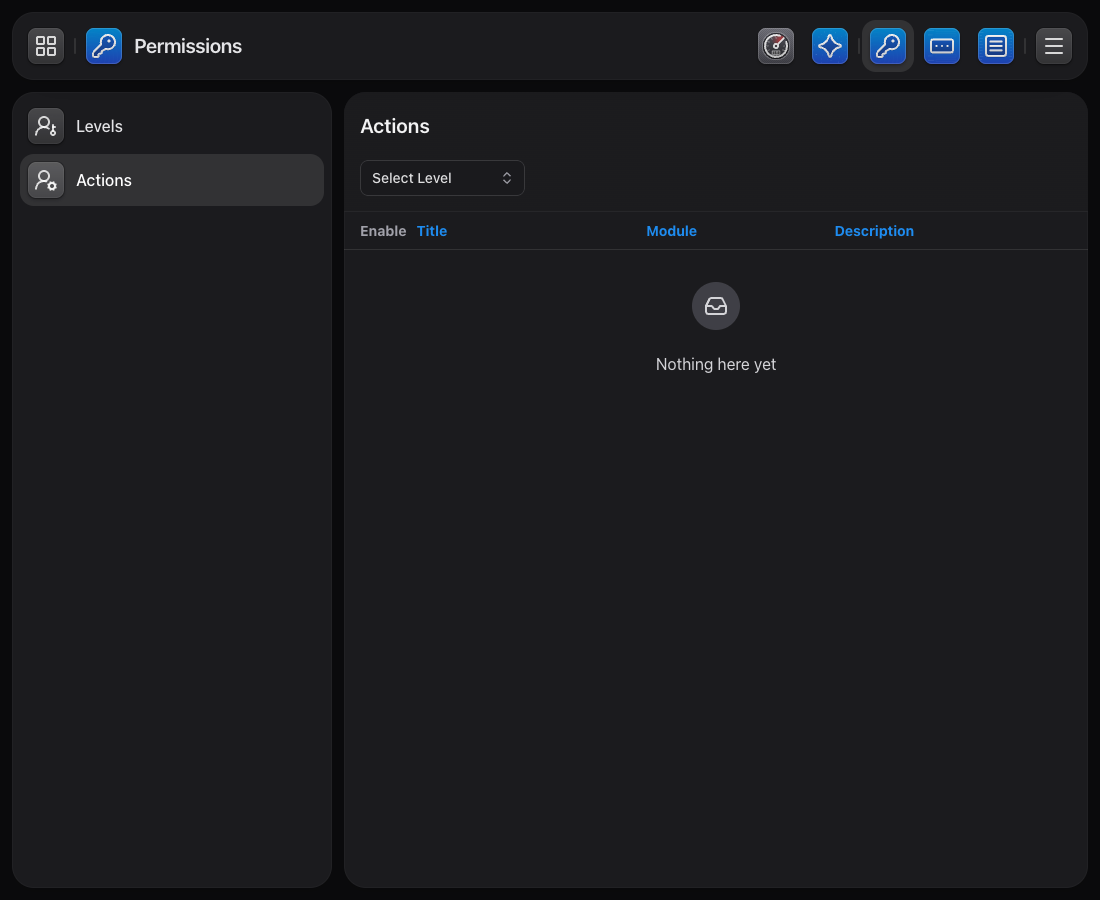 Permissions
Levels
Actions
Actions
Select Level
Enable Title Module Description
Nothing here yet